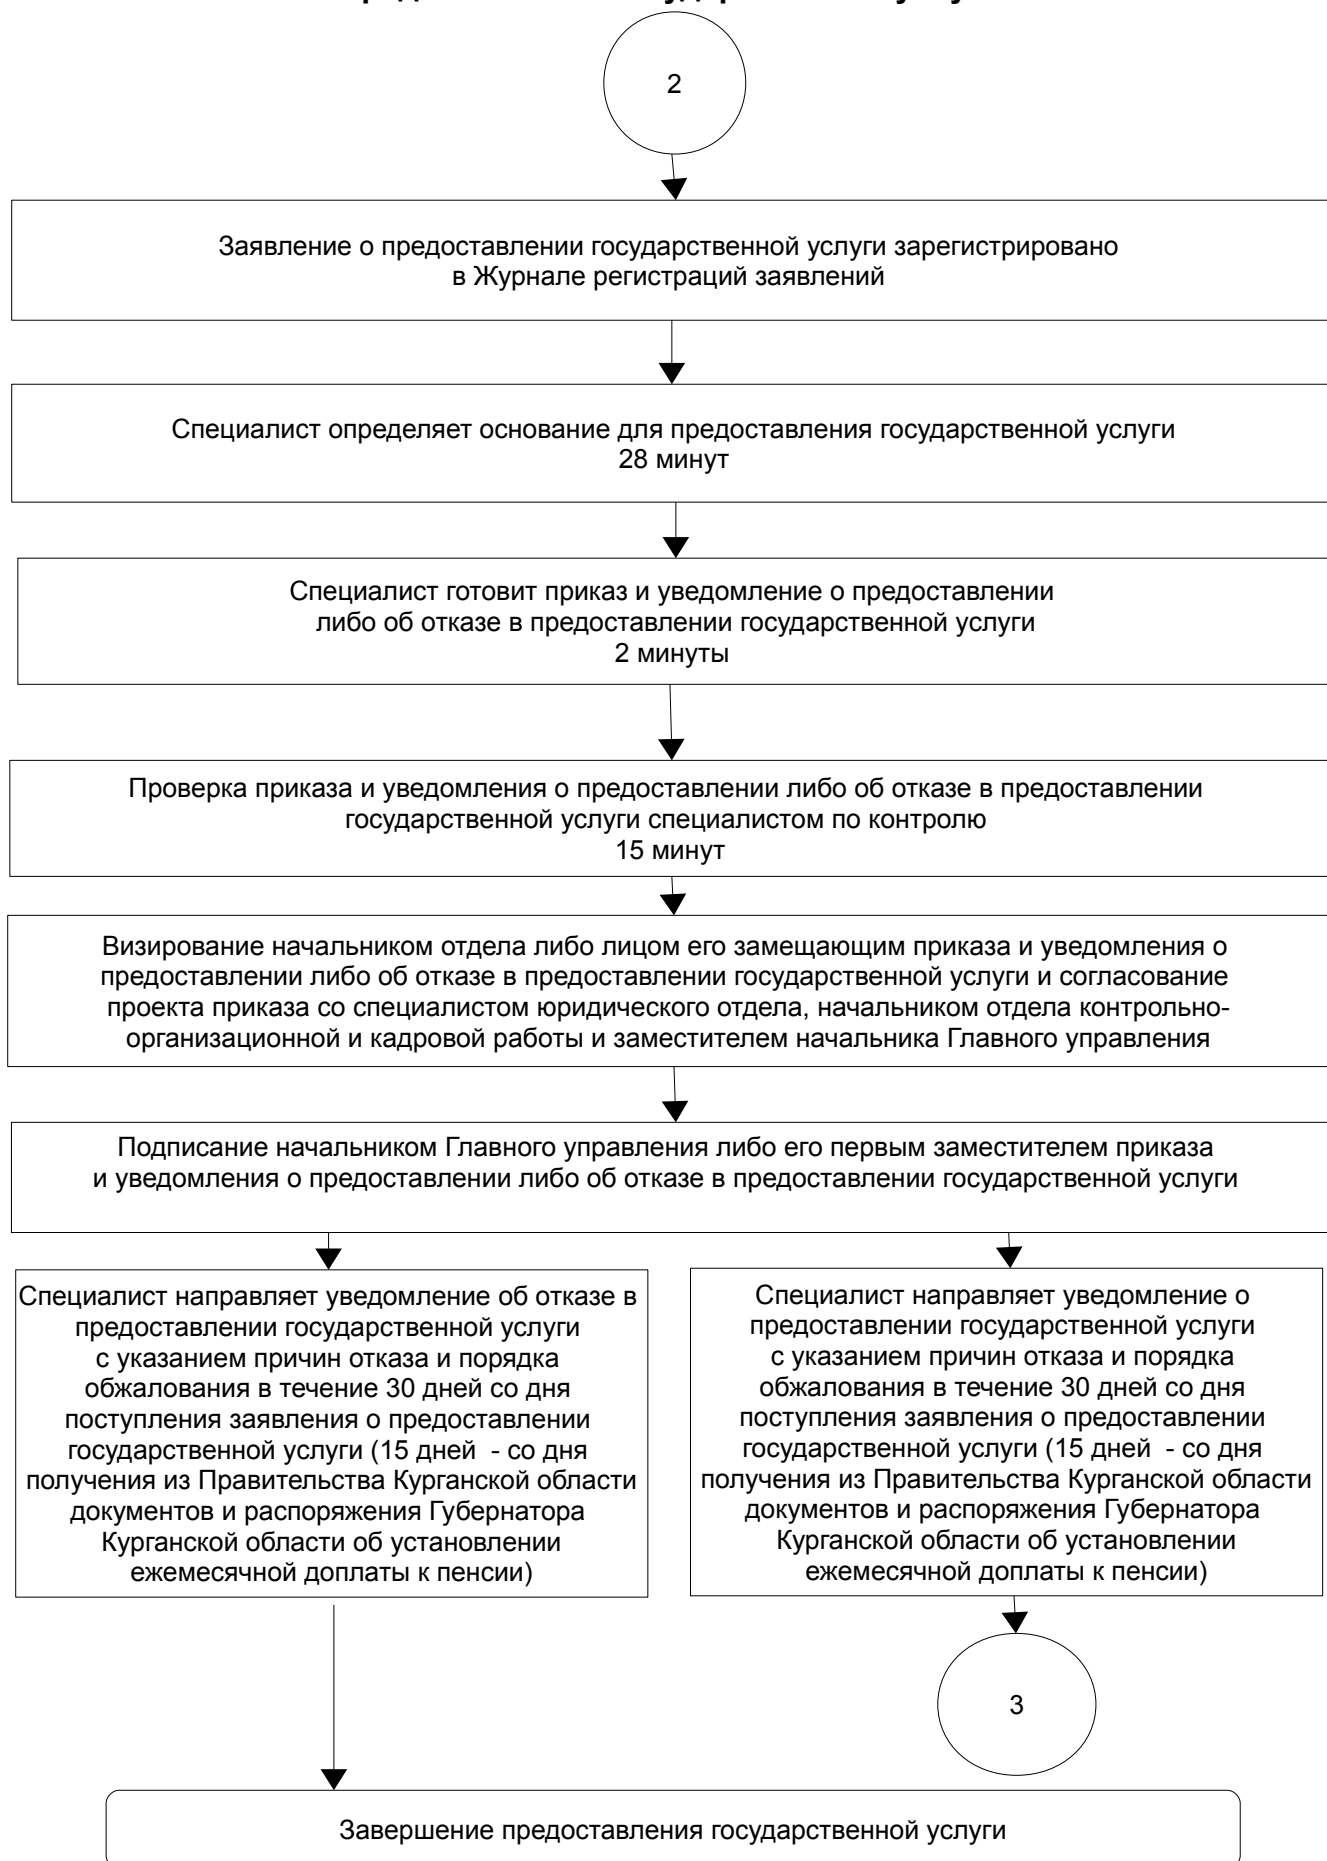 2
Заявление о предоставлении государственной услуги зарегистрировано
в Журнале регистраций заявлений
Специалист определяет основание для предоставления государственной услуги
28 минут
Специалист готовит приказ и уведомление о предоставлении
либо об отказе в предоставлении государственной услуги
2 минуты
Проверка приказа и уведомления о предоставлении либо об отказе в предоставлении
государственной услуги специалистом по контролю
15 минут
Визирование начальником отдела либо лицом его замещающим приказа и уведомления о
предоставлении либо об отказе в предоставлении государственной услуги и согласование
проекта приказа со специалистом юридического отдела, начальником отдела контрольно-
организационной и кадровой работы и заместителем начальника Главного управления
Подписание начальником Главного управления либо его первым заместителем приказа
и уведомления о предоставлении либо об отказе в предоставлении государственной услуги
Специалист направляет уведомление об отказе в
предоставлении государственной услуги
с указанием причин отказа и порядка
обжалования в течение 30 дней со дня
поступления заявления о предоставлении
государственной услуги (15 дней  - со дня
получения из Правительства Курганской области
документов и распоряжения Губернатора
Курганской области об установлении
ежемесячной доплаты к пенсии)
Специалист направляет уведомление о
предоставлении государственной услуги
с указанием причин отказа и порядка
обжалования в течение 30 дней со дня
поступления заявления о предоставлении
государственной услуги (15 дней  - со дня
получения из Правительства Курганской области
документов и распоряжения Губернатора
Курганской области об установлении
ежемесячной доплаты к пенсии)
3
Завершение предоставления государственной услуги